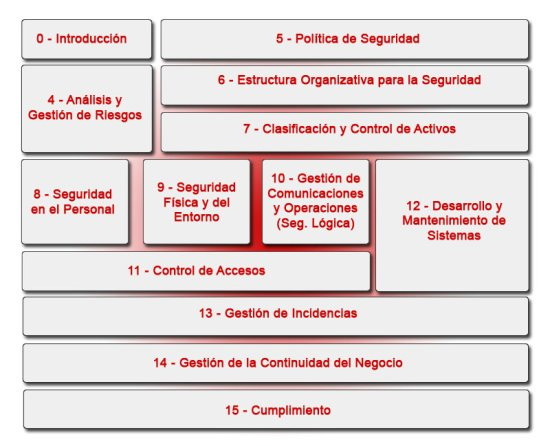 0 - Introducción
5 - Política de Seguridad
4 - Análisis y
Gestión de Riesgos
6 - Estructura Organizativa para la Seguridad
7 - Clasificación y Control de Activos
8 - Seguridad
en el Personal
9 - Seguridad
Física y del
Entorno
10 - Gestión de
Comunicaciones
y Operaciones
(Seg. Lógica)
12 - Desarrollo y
Mantenimiento de
Sistemas
11 - Control de Accesos
13 - Gestión de Incidencias
14 - Gestión de la Continuidad del Negocio
15 - Cumplimiento